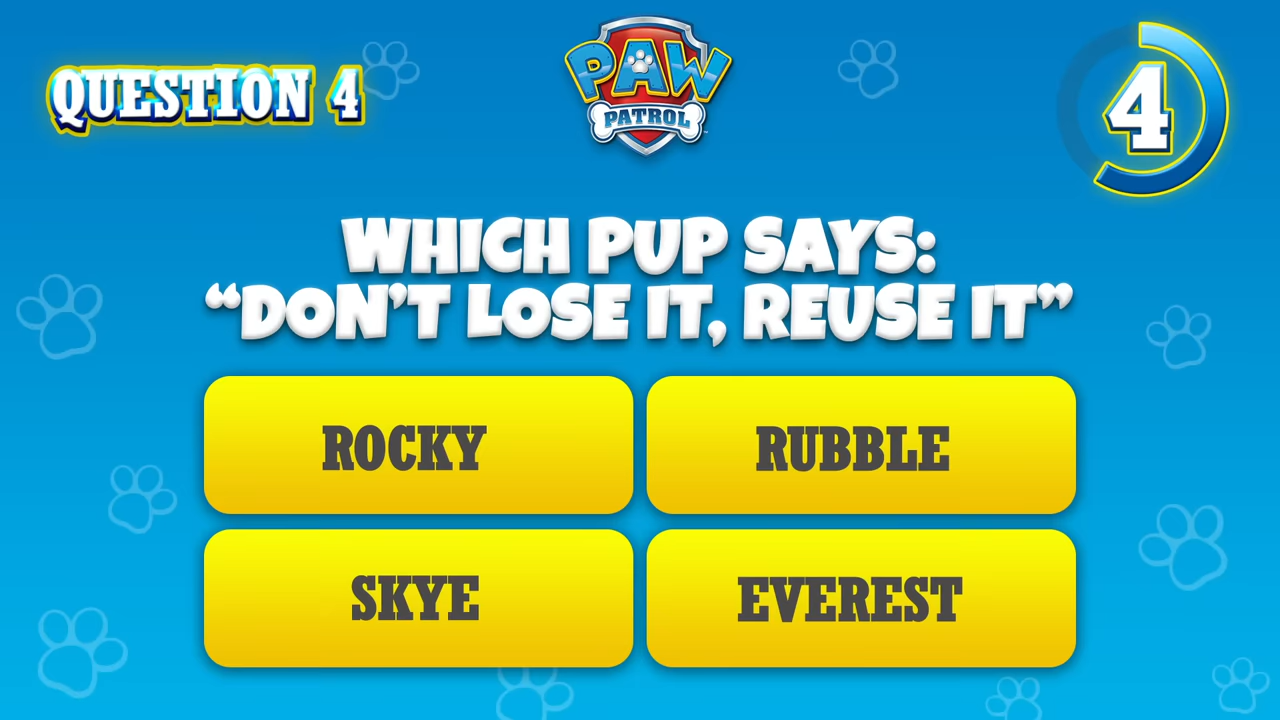 QUESTION 4
PAW
PATROL
4
WHICH PUP SAYS:
“DON’T LOSE IT, REUSE IT”
ROCKY
RUBBLE
SKYE
EVEREST